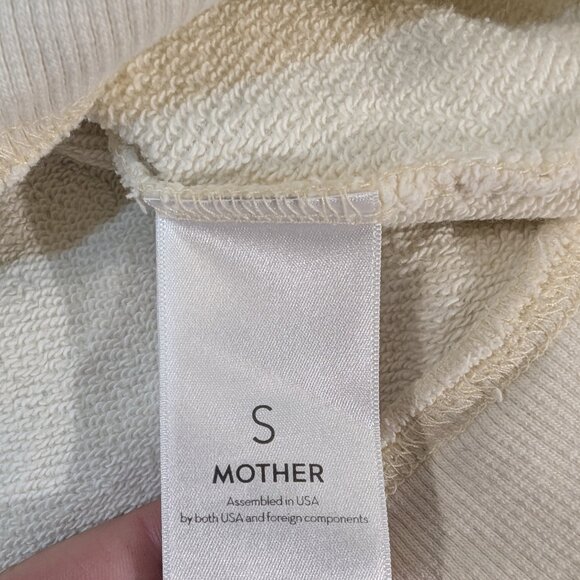 S
MOTHER
Assembled in USA
by both USA and foreign components